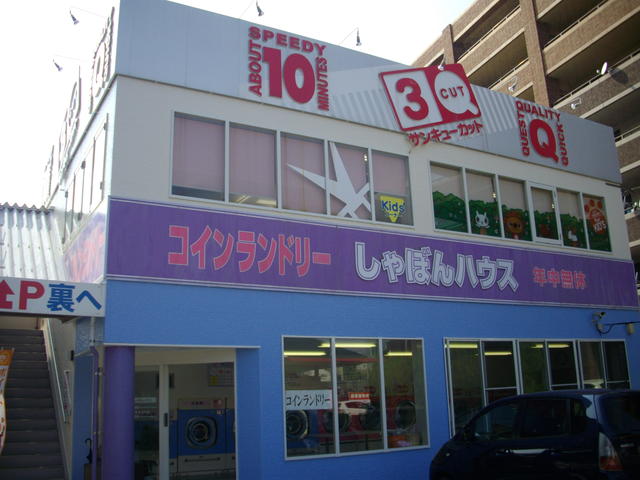 SPEEDY
ABOUT 10 MINUTES
3 Q CUT
サンキューカット
QUALITY
QUEST Q QUICK
Kids
コインランドリー しゃぼんハウス 年中無休
P裏へ
コインランドリー